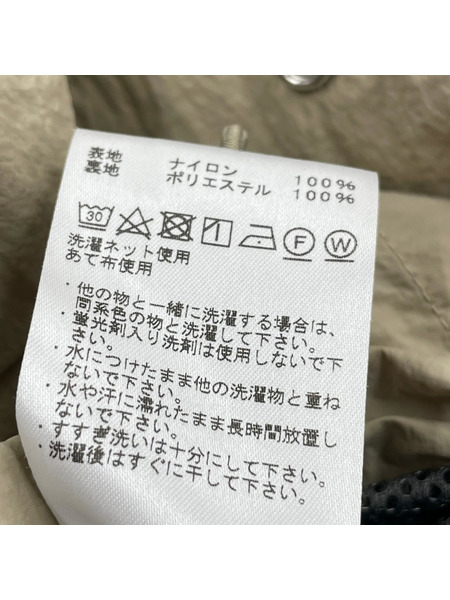 表地 ナイロン 100%
裏地 ポリエステル 100%
30 F W
洗濯ネット使用
あて布使用
・他の物と一緒に洗濯する場合は、
同系色の物と洗濯して下さい。
・蛍光剤入り洗剤は使用しないで下
さい。
・水につけたまま他の洗濯物と重ね
ないで下さい。
・水や汗に濡れたまま長時間放置し
ないで下さい。
・すすぎ洗いは十分にして下さい。
・洗濯後はすぐに干して下さい。